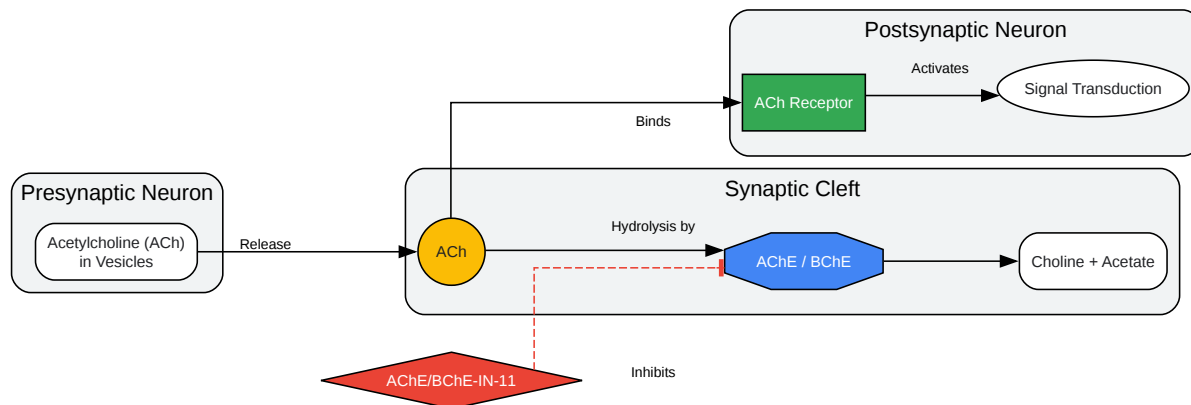 Postsynaptic Neuron
Activates
ACh Receptor
Signal Transduction
Binds
Presynaptic Neuron
Acetylcholine (ACh)
in Vesicles
Release
Synaptic Cleft
ACh
Hydrolysis by
AChE / BChE
Choline + Acetate
AChE/BChE-IN-11
Inhibits